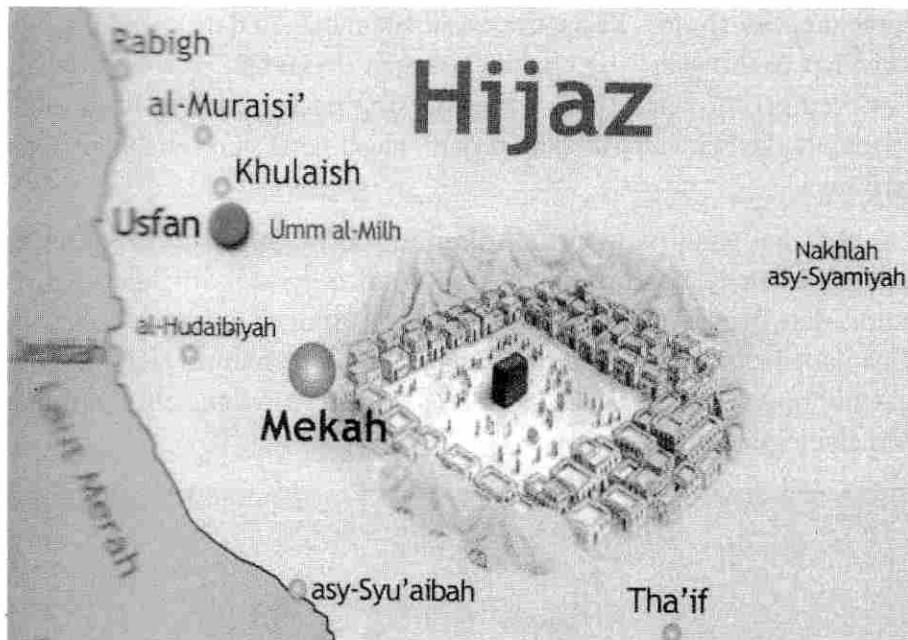 Rabigh
Hijaz
al-Muraisi'
Khulaish
Usfan
Umm al-Milh
Nakhlah
asy-Syamiyah
al-Hudaibiyah
Mekah
Laut Merah
asy-Syu'aibah
Tha'if